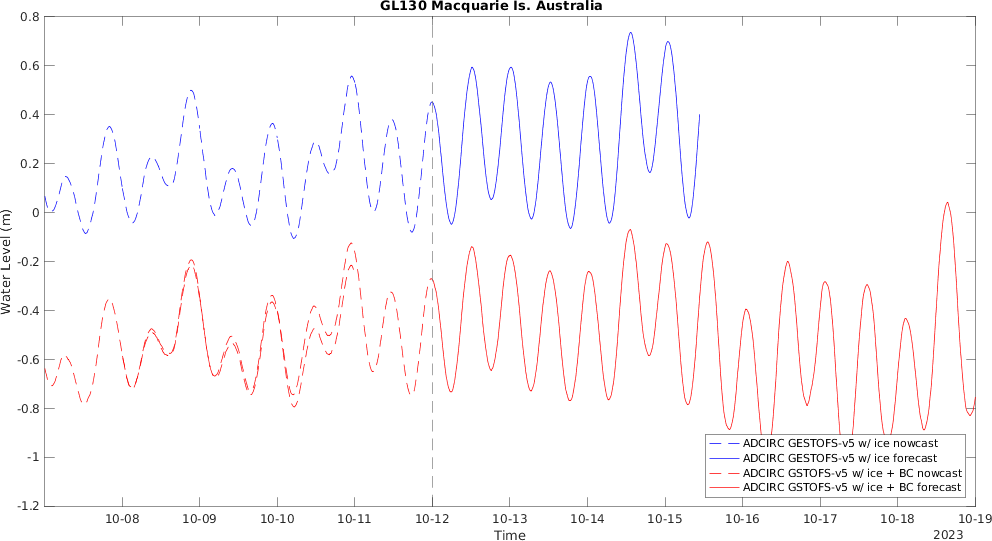 GL130 Macquarie Is. Australia
Water Level (m)
0.8
0.6
0.4
0.2
0
-0.2
-0.4
-0.6
-0.8
-1
-1.2
ADCIRC GESTOFS-v5 w/ ice nowcast
ADCIRC GESTOFS-v5 w/ ice forecast
ADCIRC GSTOFS-v5 w/ ice + BC nowcast
ADCIRC GSTOFS-v5 w/ ice + BC forecast
10-08 10-09 10-10 10-11 10-12 10-13 10-14 10-15 10-16 10-17 10-18 10-19
Time
2023